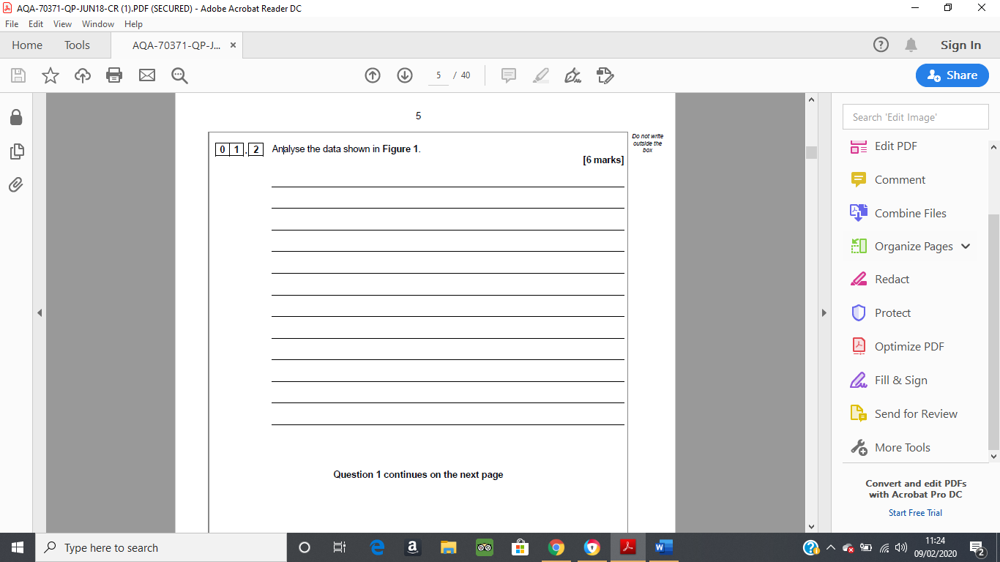 AQA-70371-QP-JUN18-CR (1).PDF (SECURED) - Adobe Acrobat Reader DC
File Edit View Window Help
Home Tools AQA-70371-QP-J... × Sign In
5 / 40 Share
5
Do not write
outside the
box
0 1 . 2 Analyse the data shown in Figure 1.
[6 marks]
Question 1 continues on the next page
Search 'Edit Image'
Edit PDF
Comment
Combine Files
Organize Pages
Redact
Protect
Optimize PDF
Fill & Sign
Send for Review
More Tools
Convert and edit PDFs
with Acrobat Pro DC
Start Free Trial
Type here to search
11:24
09/02/2020
2